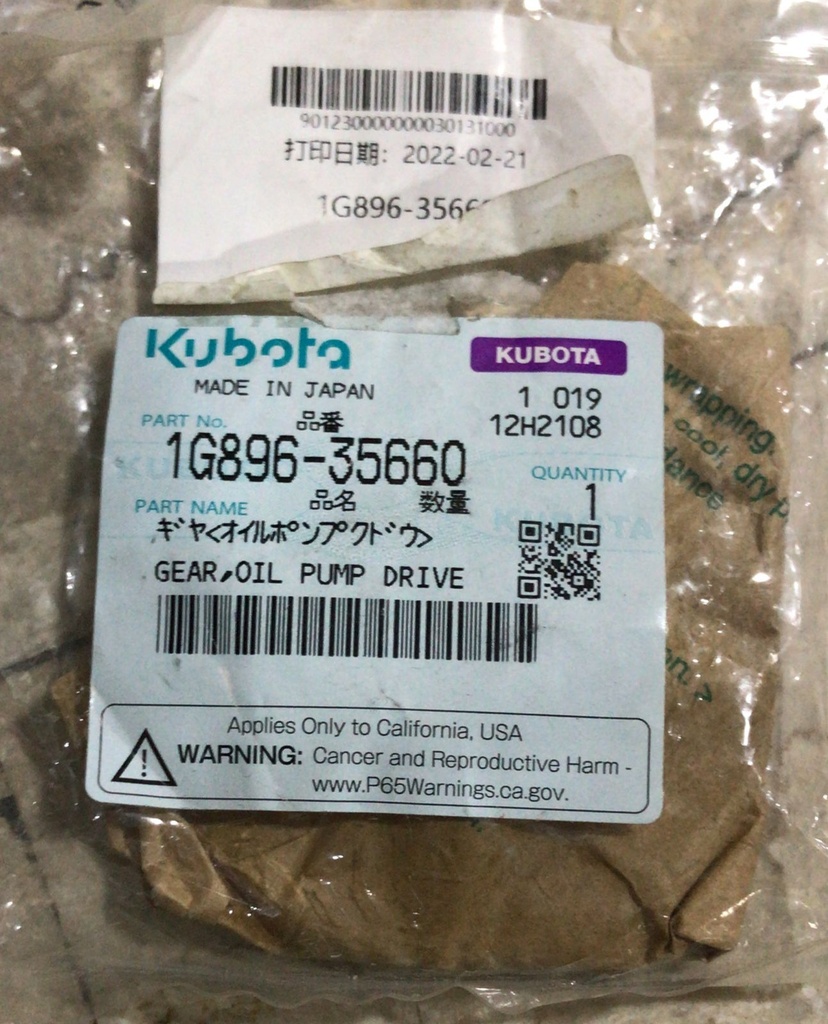 9012300000000030131000
打印日期: 2022-02-21
1G896-3566
Kubota
KUBOTA
MADE IN JAPAN
1 019
PART No.
品番
12H2108
1G896-35660
QUANTITY
1
PART NAME
品名
数量
ギヤ<オイルポンプクドウ>
GEAR,OIL PUMP DRIVE
Applies Only to California, USA
WARNING: Cancer and Reproductive Harm -
www.P65Warnings.ca.gov.
wrapping.
cool, dry